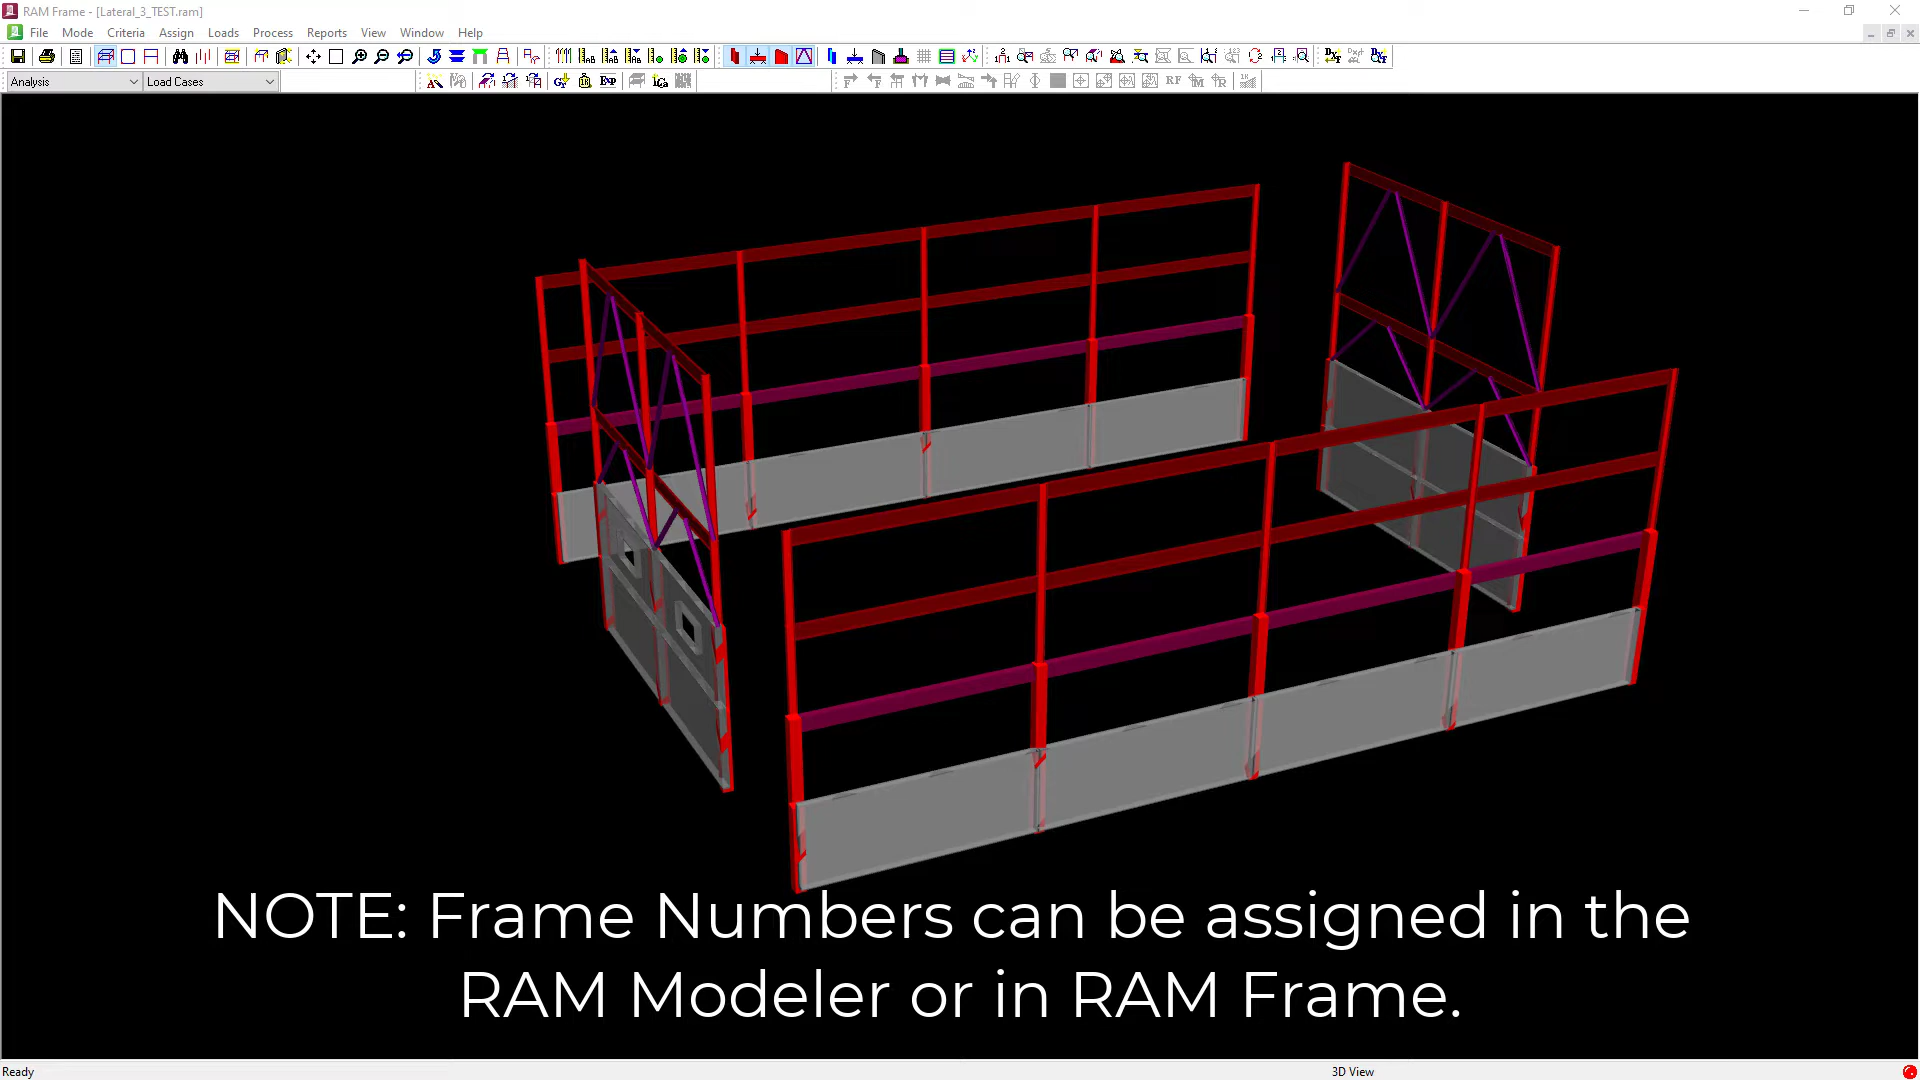 RAM Frame - [Lateral_3_TEST.ram]
File Mode Criteria Assign Loads Process Reports View Window Help
Analysis Load Cases
NOTE: Frame Numbers can be assigned in the
RAM Modeler or in RAM Frame.
Ready 3D View